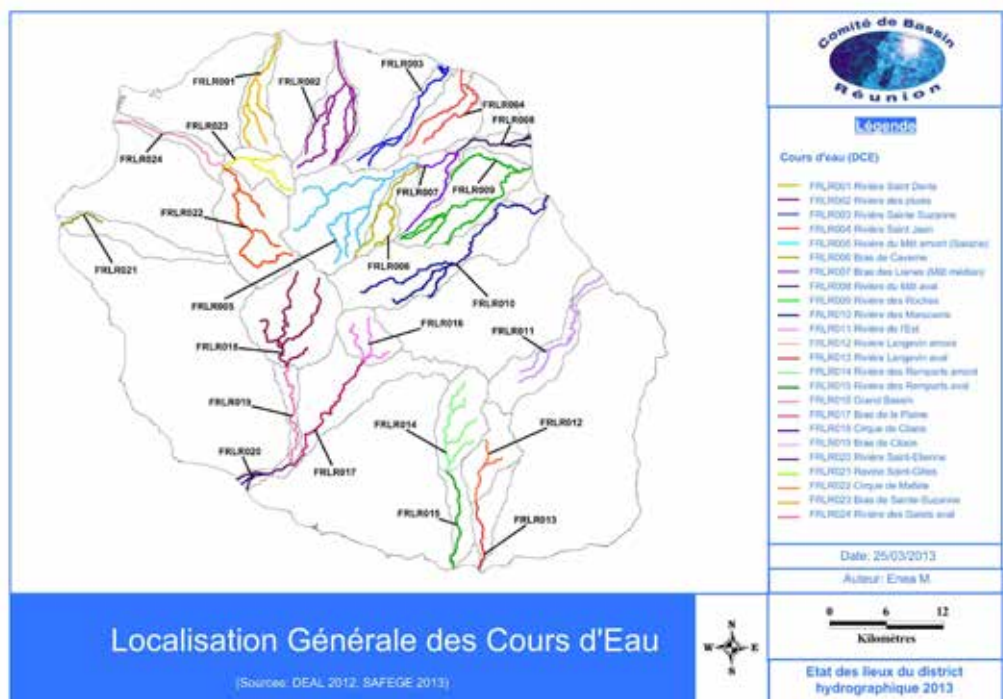 FRLR001
FRLR002
FRLR003
FRLR004
FRLR008
FRLR023
FRLR024
FRLR007
FRLR009
FRLR022
FRLR021
FRLR006
FRLR005
FRLR010
FRLR016
FRLR011
FRLR018
FRLR019
FRLR014
FRLR012
FRLR020
FRLR017
FRLR015
FRLR013
Comité de Bassin
Réunion
Légende
Cours d'eau (DCE)
FRLR001 Rivière Saint Denis
FRLR002 Rivière des pluies
FRLR003 Rivière Sainte Suzanne
FRLR004 Rivière Saint Jean
FRLR005 Rivière du Mât amont (Salazie)
FRLR006 Bras de Caverne
FRLR007 Bras des Lianes (Mât médian)
FRLR008 Rivière du Mât aval
FRLR009 Rivière des Roches
FRLR010 Rivière des Marsouins
FRLR011 Rivière de l'Est
FRLR012 Rivière Langevin amont
FRLR013 Rivière Langevin aval
FRLR014 Rivière des Remparts amont
FRLR015 Rivière des Remparts aval
FRLR016 Grand Bassin
FRLR017 Bras de la Plaine
FRLR018 Cirque de Cilaos
FRLR019 Bras de Cilaos
FRLR020 Rivière Saint-Etienne
FRLR021 Ravine Saint-Gilles
FRLR022 Cirque de Mafate
FRLR023 Bras de Sainte-Suzanne
FRLR024 Rivière des Galets aval
Date: 25/03/2013
Auteur: Enea M.
Localisation Générale des Cours d'Eau
(Sources: DEAL 2012, SAFEGE 2013)
N
W E
S
0 6 12
Kilomètres
Etat des lieux du district
hydrographique 2013